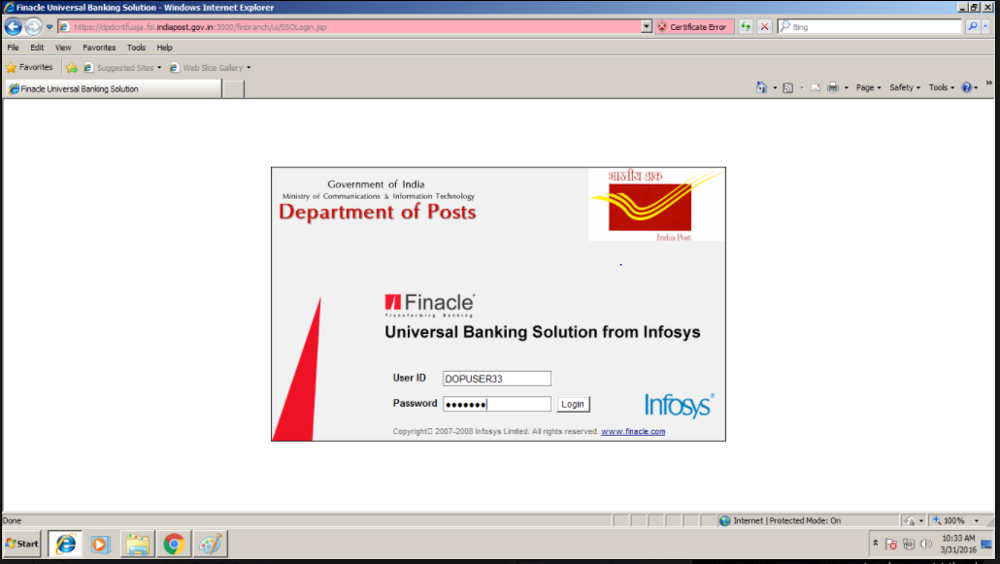 Finacle Universal Banking Solution - Windows Internet Explorer
https://dpdcntfuaja.fsi.indiapost.gov.in:3000/finbranch/ui/SSOLogin.jsp
Certificate Error
Bing
File Edit View Favorites Tools Help
Favorites Suggested Sites Web Slice Gallery
Finacle Universal Banking Solution
Page Safety Tools
Government of India
Ministry of Communications & Information Technology
Department of Posts
भारतीय डाक
India Post
Finacle
Transforming Banking
Universal Banking Solution from Infosys
User ID DOPUSER33
Password ●●●●●●● Login
Infosys®
Copyright□ 2007-2008 Infosys Limited. All rights reserved. www.finacle.com
Done
Internet | Protected Mode: On
100%
Start
10:33 AM
3/31/2016